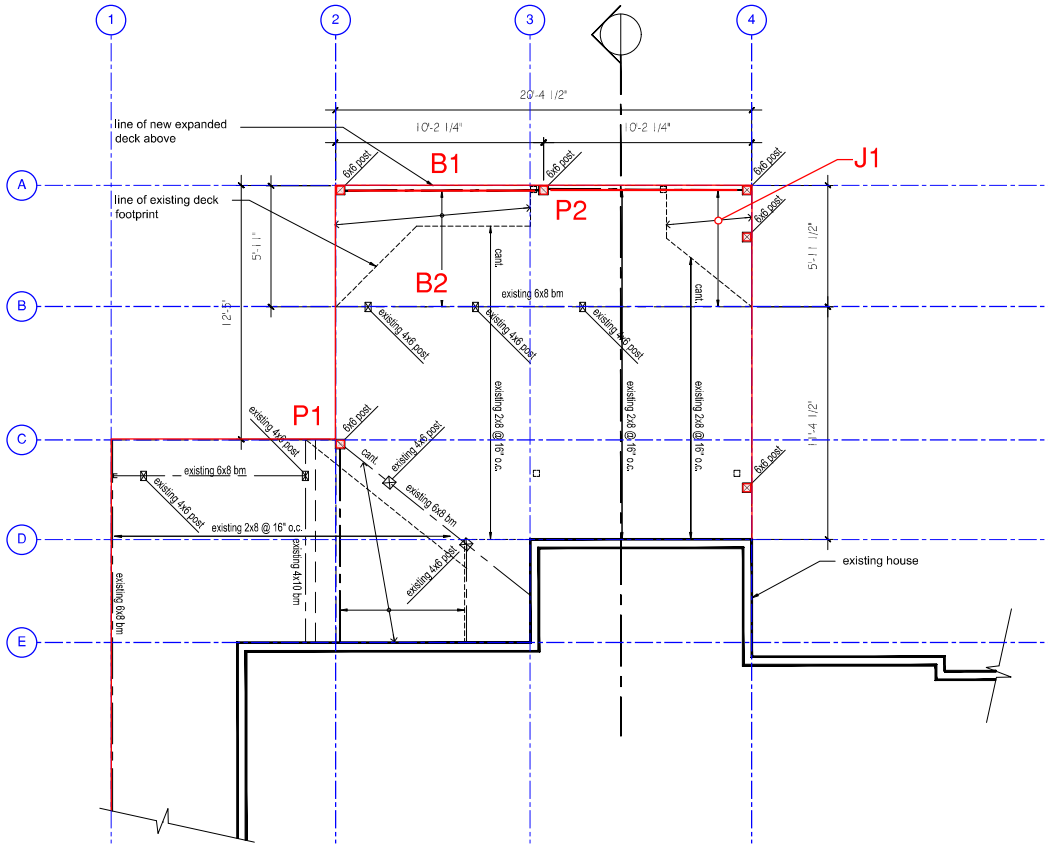 1
2
3
4
20'-4 1/2"
10'-2 1/4"
10'-2 1/4"
line of new expanded
deck above
6x6 post
B1
6x6 post
6x6 post
J1
A
line of existing deck
footprint
P2
6x6 post
5'-11"
5'-11 1/2"
cant.
B2
existing 6x8 bm
cant.
B
12'-5"
existing 4x6 post
existing 4x6 post
existing 4x6 post
P1
6x6 post
existing 2x8 @ 16" o.c.
existing 2x8 @ 16" o.c.
existing 2x8 @ 16" o.c.
11'-4 1/2"
C
existing 4x8 post
cant.
existing 4x6 post
6x6 post
existing 6x8 bm
existing 4x6 post
existing 6x8 bm
existing 2x8 @ 16" o.c.
D
existing 6x8 bm
existing 4x10 bm
existing 4x6 post
existing house
E